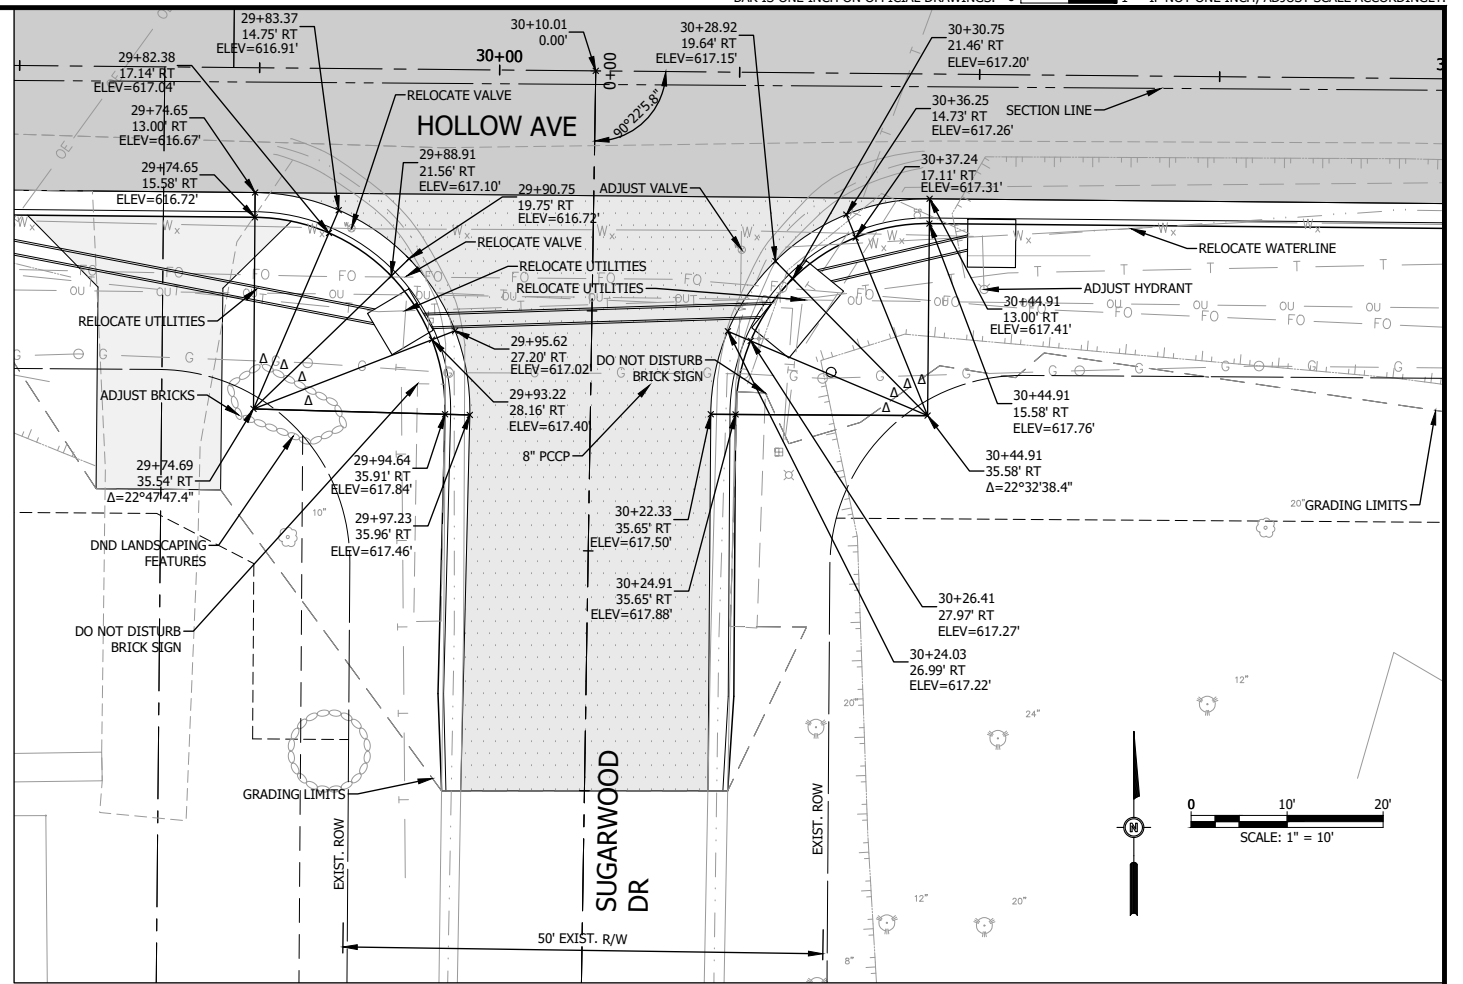 BAR IS ONE INCH ON OFFICIAL DRAWINGS. 0 1" IF NOT ONE INCH, ADJUST SCALE ACCORDINGLY.
29+83.37
14.75' RT
ELEV=616.91'
30+10.01
0.00'
30+28.92
19.64' RT
ELEV=617.15'
30+30.75
21.46' RT
ELEV=617.20'
29+82.38
17.14' RT
ELEV=617.04'
30+00
0+00
3
OE
OE
T
RELOCATE VALVE
SECTION LINE
90°22'5.8"
HOLLOW AVE
29+74.65
13.00' RT
ELEV=616.67'
30+36.25
14.73' RT
ELEV=617.26'
29+74.65
15.58' RT
ELEV=616.72'
29+88.91
21.56' RT
ELEV=617.10'
30+37.24
17.11' RT
ELEV=617.31'
29+90.75
19.75' RT
ELEV=616.72'
ADJUST VALVE
RELOCATE VALVE
RELOCATE WATERLINE
RELOCATE UTILITIES
RELOCATE UTILITIES
ADJUST HYDRANT
30+44.91
13.00' RT
ELEV=617.41'
RELOCATE UTILITIES
29+95.62
27.20' RT
ELEV=617.02'
DO NOT DISTURB
BRICK SIGN
ADJUST BRICKS
29+93.22
28.16' RT
ELEV=617.40'
30+44.91
15.58' RT
ELEV=617.76'
8" PCCP
29+74.69
35.54' RT
Δ=22°47'47.4"
29+94.64
35.91' RT
ELEV=617.84'
30+44.91
35.58' RT
Δ=22°32'38.4"
20"
GRADING LIMITS
10"
29+97.23
35.96' RT
ELEV=617.46'
30+22.33
35.65' RT
ELEV=617.50'
DND LANDSCAPING
FEATURES
30+24.91
35.65' RT
ELEV=617.88'
30+26.41
27.97' RT
ELEV=617.27'
DO NOT DISTURB
BRICK SIGN
30+24.03
26.99' RT
ELEV=617.22'
12"
20"
24"
GRADING LIMITS
EXIST. ROW
SUGARWOOD
DR
EXIST. ROW
N
0 10' 20'
SCALE: 1" = 10'
12"
20"
50' EXIST. R/W
8"